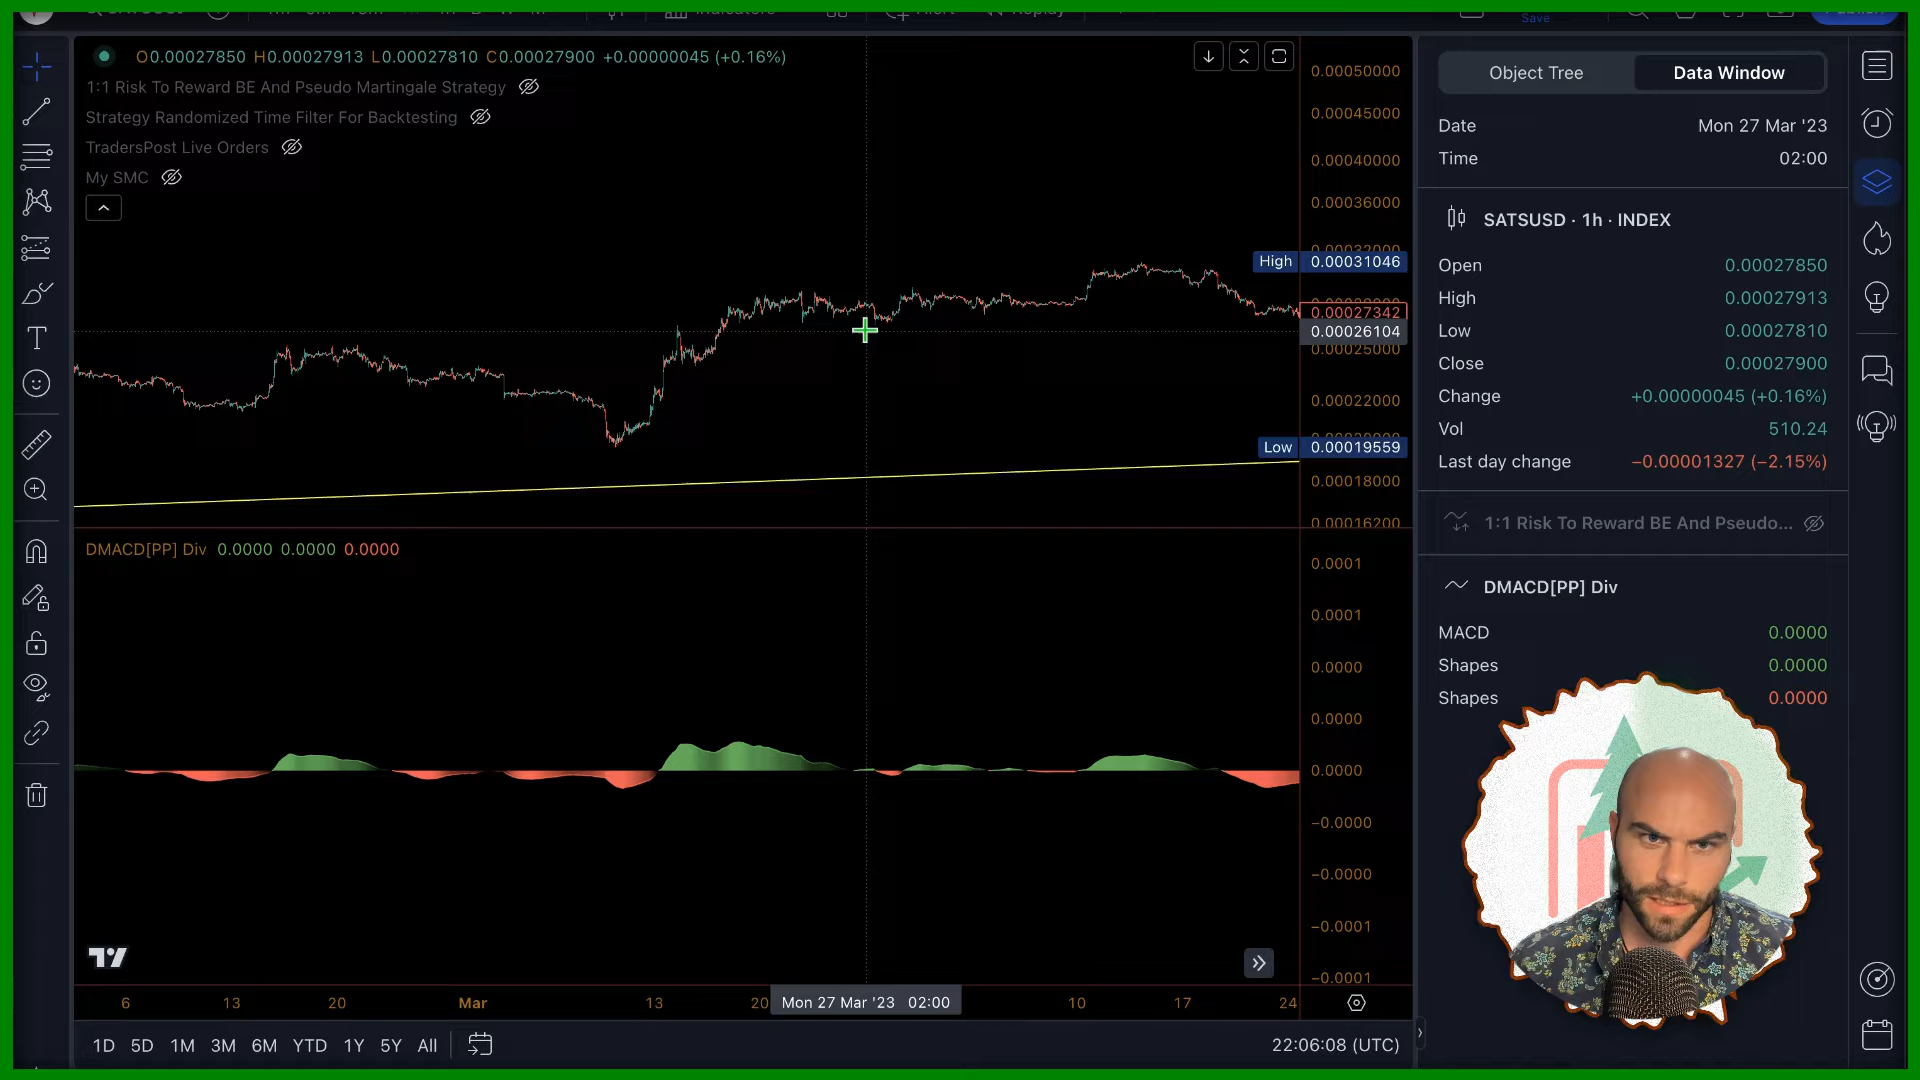 Save
O0.00027850 H0.00027913 L0.00027810 C0.00027900 +0.00000045 (+0.16%)
1:1 Risk To Reward BE And Pseudo Martingale Strategy
Strategy Randomized Time Filter For Backtesting
TradersPost Live Orders
My SMC
0.00050000
0.00045000
0.00040000
0.00036000
High 0.00031046
0.00027342
0.00026104
0.00025000
0.00022000
Low 0.00019559
0.00018000
0.00016200
DMACD[PP] Div 0.0000 0.0000 0.0000
0.0001
0.0001
0.0000
0.0000
0.0000
−0.0000
−0.0000
−0.0001
−0.0001
6 13 20 Mar 13 20 Mon 27 Mar '23 02:00 10 17 24
1D 5D 1M 3M 6M YTD 1Y 5Y All
22:06:08 (UTC)
Object Tree Data Window
Date Mon 27 Mar '23
Time 02:00
SATSUSD · 1h · INDEX
Open 0.00027850
High 0.00027913
Low 0.00027810
Close 0.00027900
Change +0.00000045 (+0.16%)
Vol 510.24
Last day change −0.00001327 (−2.15%)
1:1 Risk To Reward BE And Pseudo...
DMACD[PP] Div
MACD 0.0000
Shapes 0.0000
Shapes 0.0000